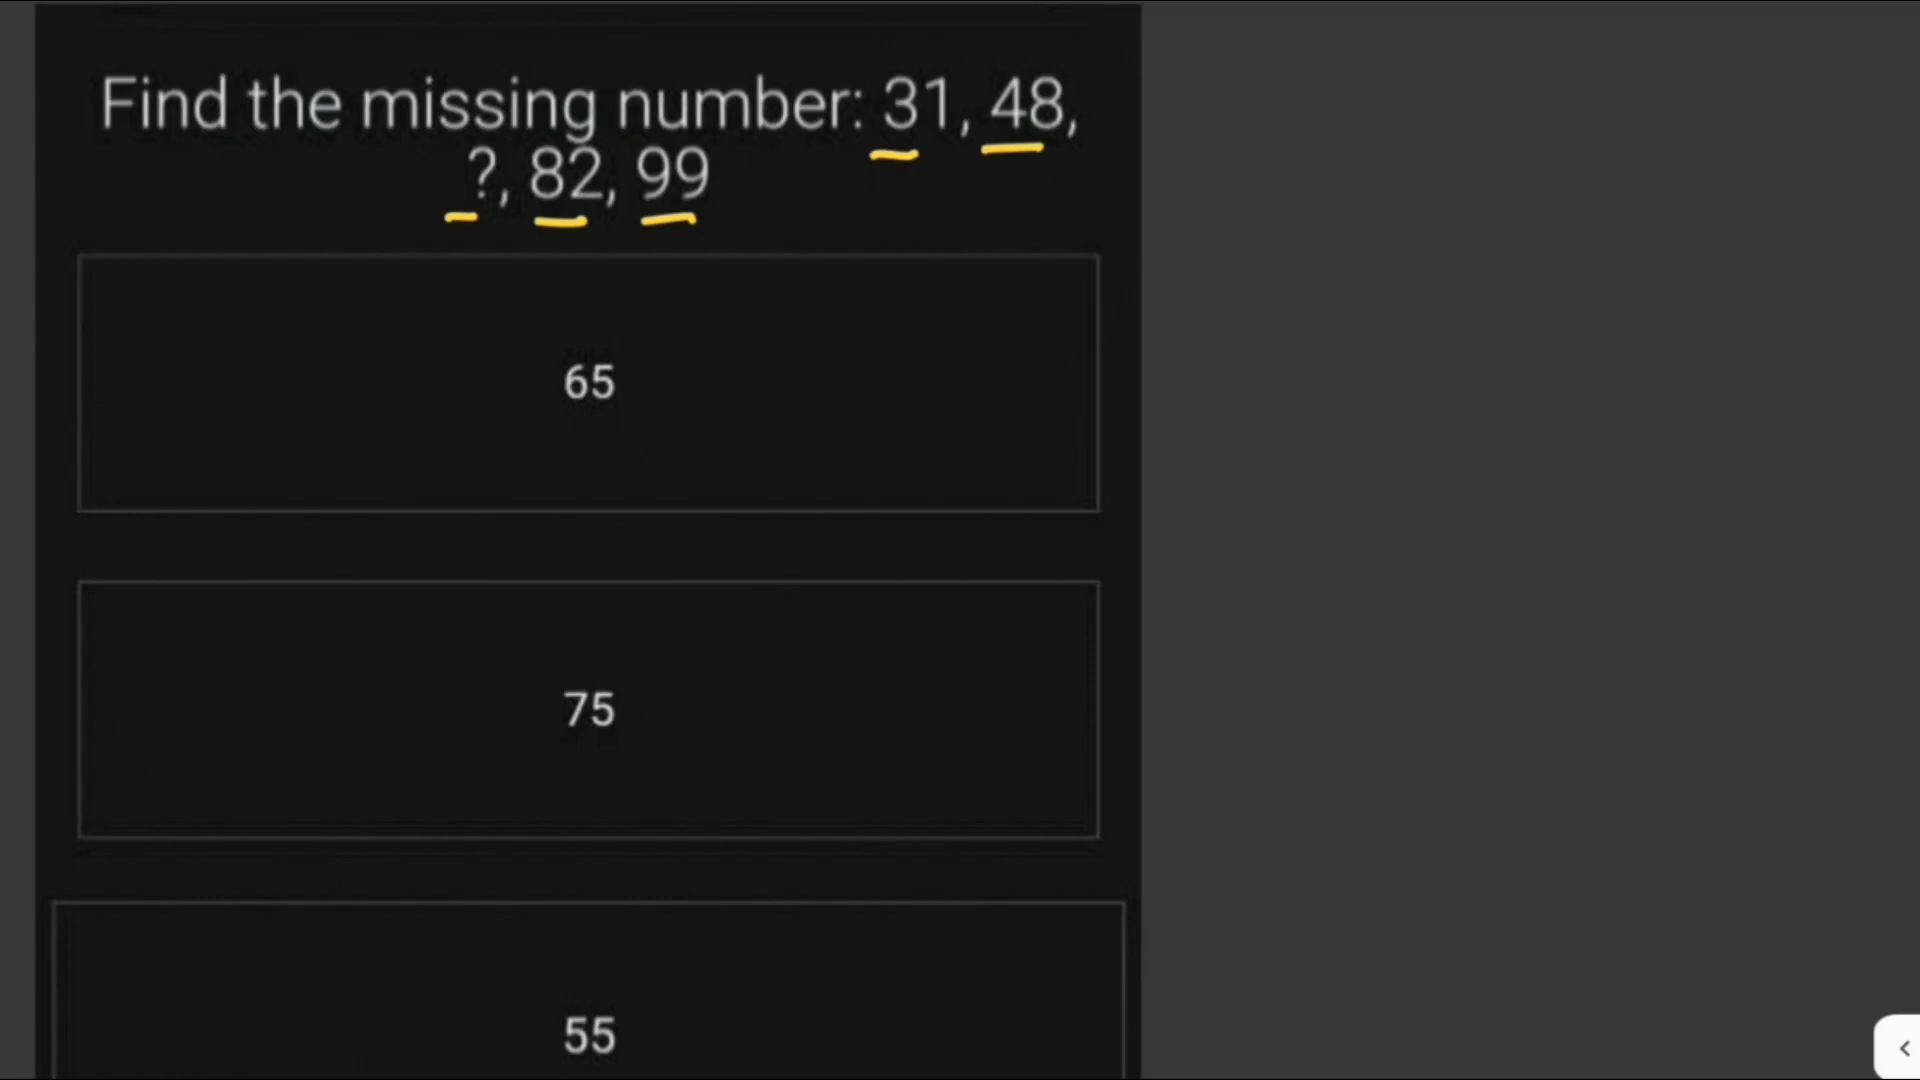 Find the missing number: 31, 48,
?, 82, 99
65
75
55